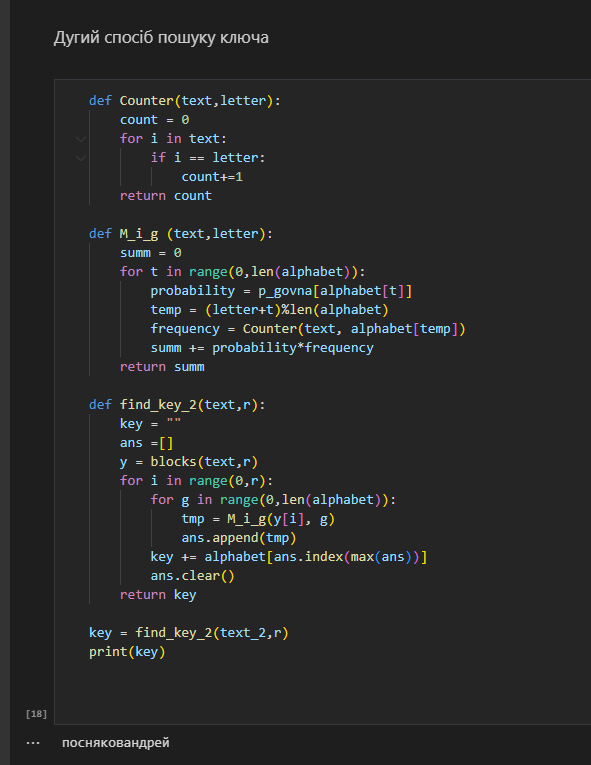 Дугий спосіб пошуку ключа
def Counter(text,letter):
    count = 0
    for i in text:
        if i == letter:
            count+=1
    return count
def M_i_g (text,letter):
    summ = 0
    for t in range(0,len(alphabet)):
        probability = p_govna[alphabet[t]]
        temp = (letter+t)%len(alphabet)
        frequency = Counter(text, alphabet[temp])
        summ += probability*frequency
    return summ
def find_key_2(text,r):
    key = ""
    ans =[]
    y = blocks(text,r)
    for i in range(0,r):
        for g in range(0,len(alphabet)):
            tmp = M_i_g(y[i], g)
            ans.append(tmp)
        key += alphabet[ans.index(max(ans))]
        ans.clear()
    return key
key = find_key_2(text_2,r)
print(key)
[18]
... посняковандрей